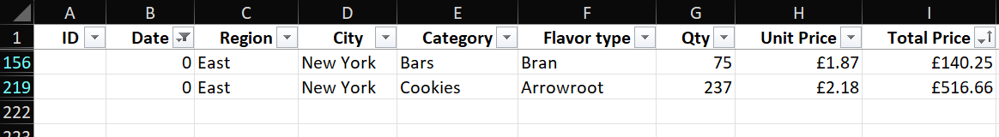 A B C D E F G H I
1 ID Date Region City Category Flavor type Qty Unit Price Total Price
156 0 East New York Bars Bran 75 £1.87 £140.25
219 0 East New York Cookies Arrowroot 237 £2.18 £516.66
222